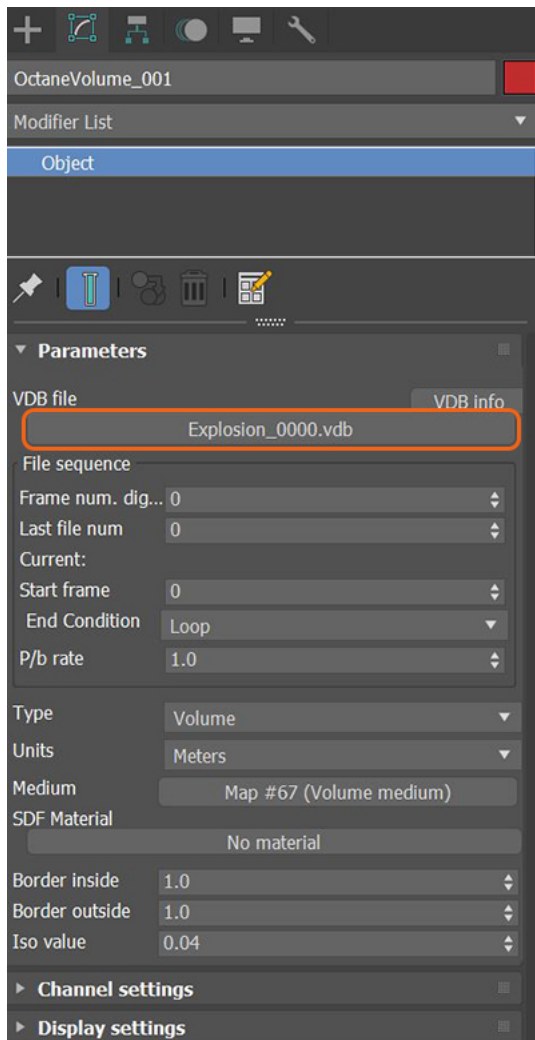 OctaneVolume_001
Modifier List
Object
Parameters
VDB file VDB info
Explosion_0000.vdb
File sequence
Frame num. dig... 0
Last file num 0
Current:
Start frame 0
End Condition Loop
P/b rate 1.0
Type Volume
Units Meters
Medium Map #67 (Volume medium)
SDF Material
No material
Border inside 1.0
Border outside 1.0
Iso value 0.04
Channel settings
Display settings